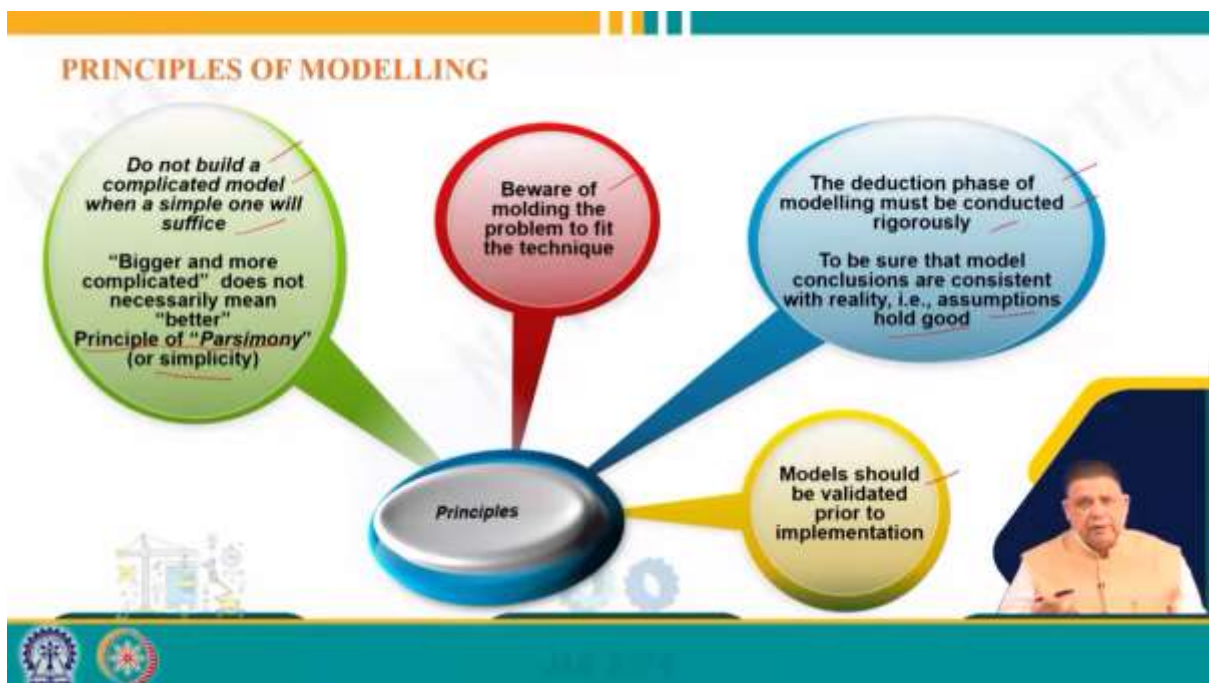 PRINCIPLES OF MODELLING
Do not build a
complicated model
when a simple one will
suffice
“Bigger and more
complicated” does not
necessarily mean
“better”
Principle of “Parsimony”
(or simplicity)
Beware of
molding the
problem to fit
the technique
The deduction phase of
modelling must be conducted
rigorously
To be sure that model
conclusions are consistent
with reality, i.e., assumptions
hold good
Models should
be validated
prior to
implementation
Principles